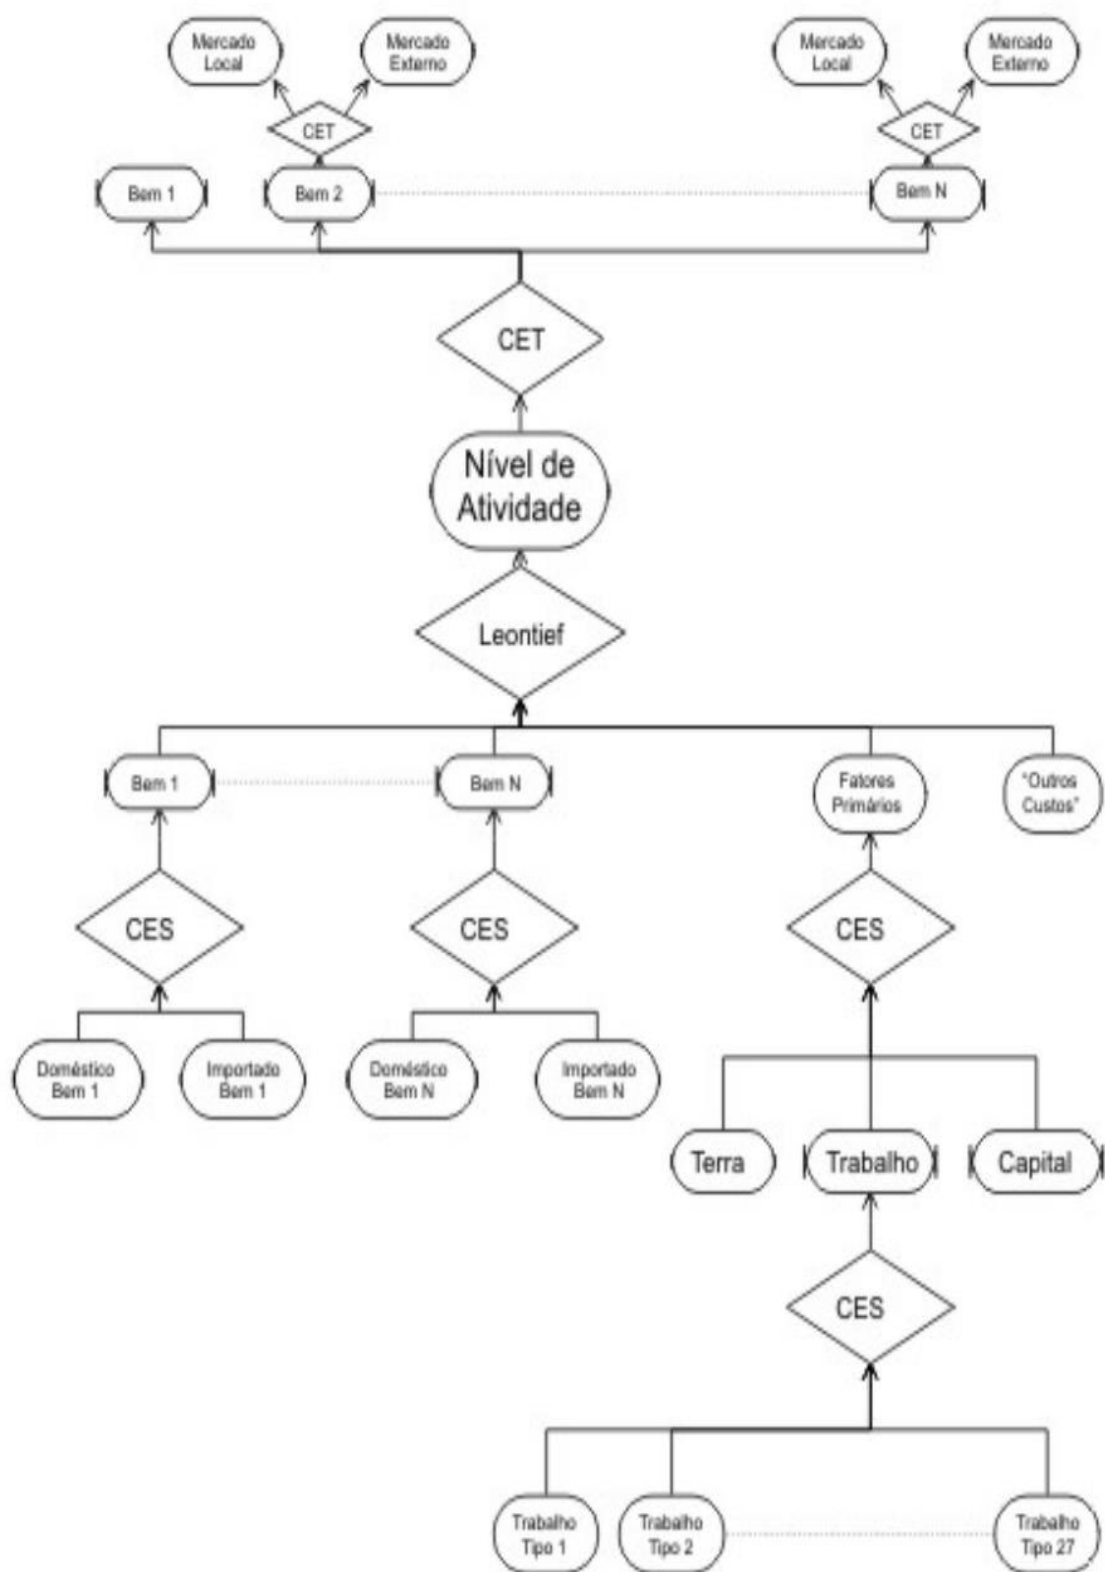 Mercado
Local
Mercado
Externo
Mercado
Local
Mercado
Externo
CET
CET
Bem 1
Bem 2
Bem N
CET
Nível de
Atividade
Leontief
Bem 1
Bem N
Fatores
Primários
"Outros
Custos"
CES
CES
CES
Doméstico
Bem 1
Importado
Bem 1
Doméstico
Bem N
Importado
Bem N
Terra
Trabalho
Capital
CES
Trabalho
Tipo 1
Trabalho
Tipo 2
Trabalho
Tipo 27